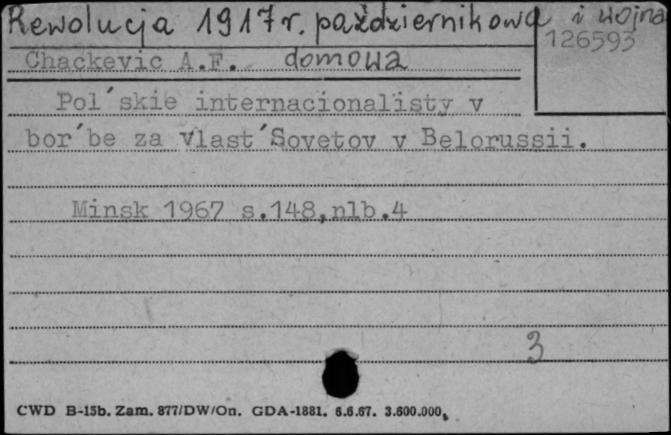 Rewolucja 1917r. październikowa i wojna
126593
Chackevic A.F. domowa
Pol´skie internacionalisty v
bor´be za vlast´Sovetov v Belorussii.
Minsk 1967 s.148,nlb.4
3
CWD B-15b. Zam. 877/DW/On. GDA-1881. 6.6.67. 3.600.000.